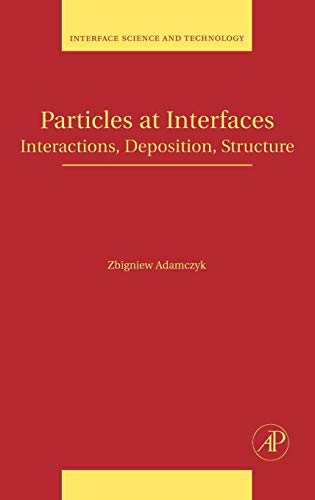 INTERFACE SCIENCE AND TECHNOLOGY
Particles at Interfaces
Interactions, Deposition, Structure
Zbigniew Adamczyk
AP